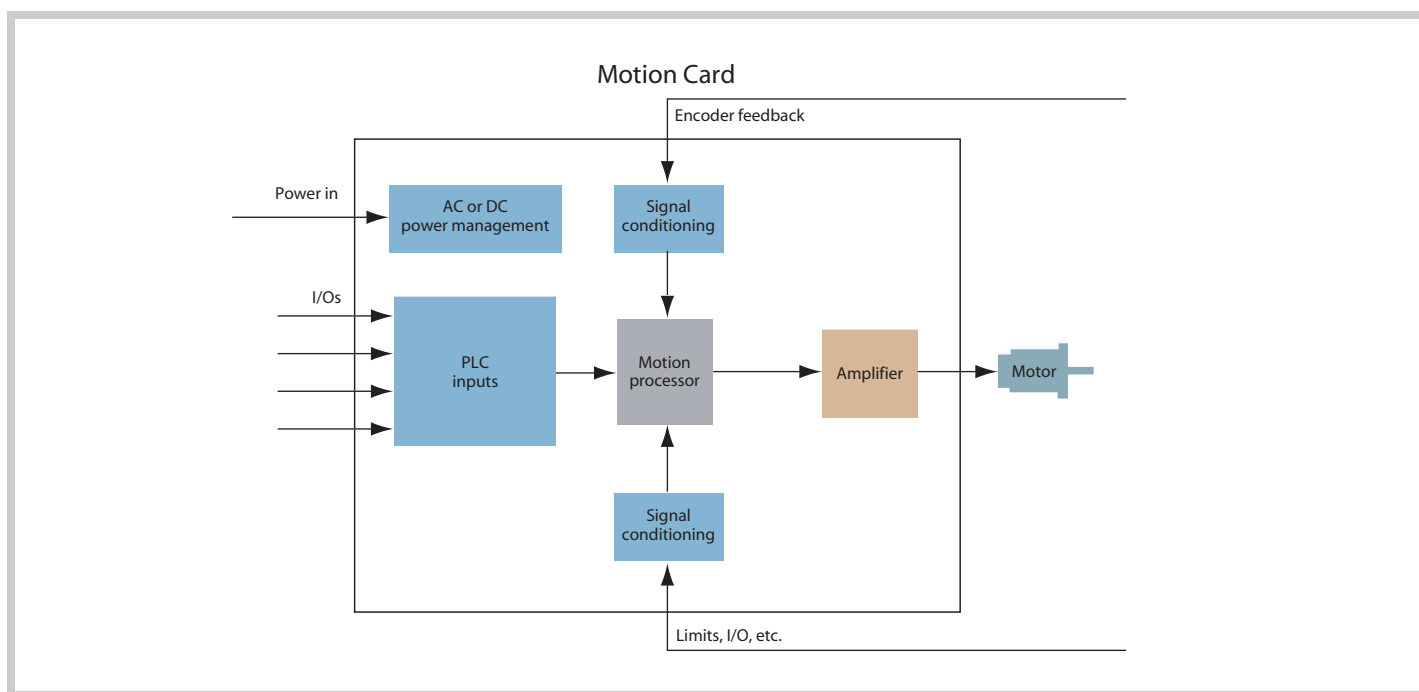 Motion Card
Encoder feedback
Power in
AC or DC
power management
Signal
conditioning
I/Os
PLC
inputs
Motion
processor
Amplifier
Motor
Signal
conditioning
Limits, I/O, etc.